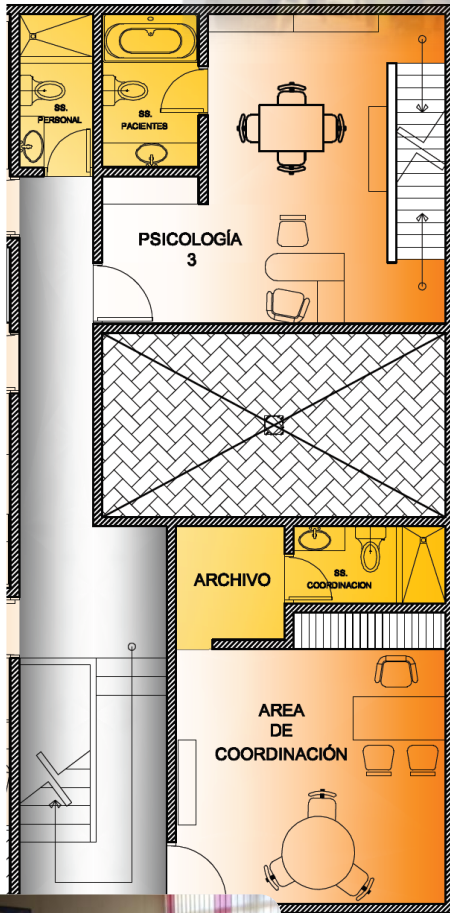 SS.
PERSONAL
SS.
PACIENTES
PSICOLOGÍA
3
ARCHIVO
SS.
COORDINACION
AREA
DE
COORDINACIÓN